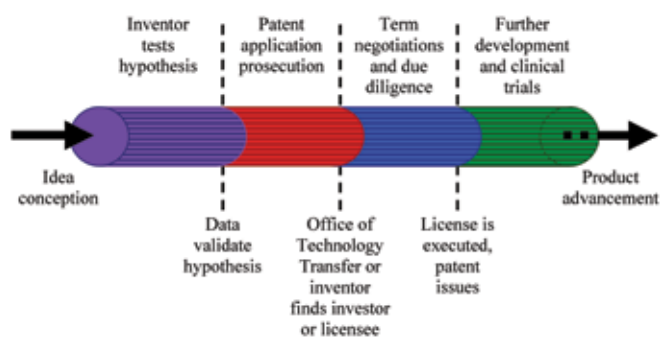 Inventor
tests
hypothesis
Patent
application
prosecution
Term
negotiations
and due
diligence
Further
development
and clinical
trials
Idea
conception
Product
advancement
Data
validate
hypothesis
Office of
Technology
Transfer or
inventor
finds investor
or licensee
License is
executed,
patent
issues